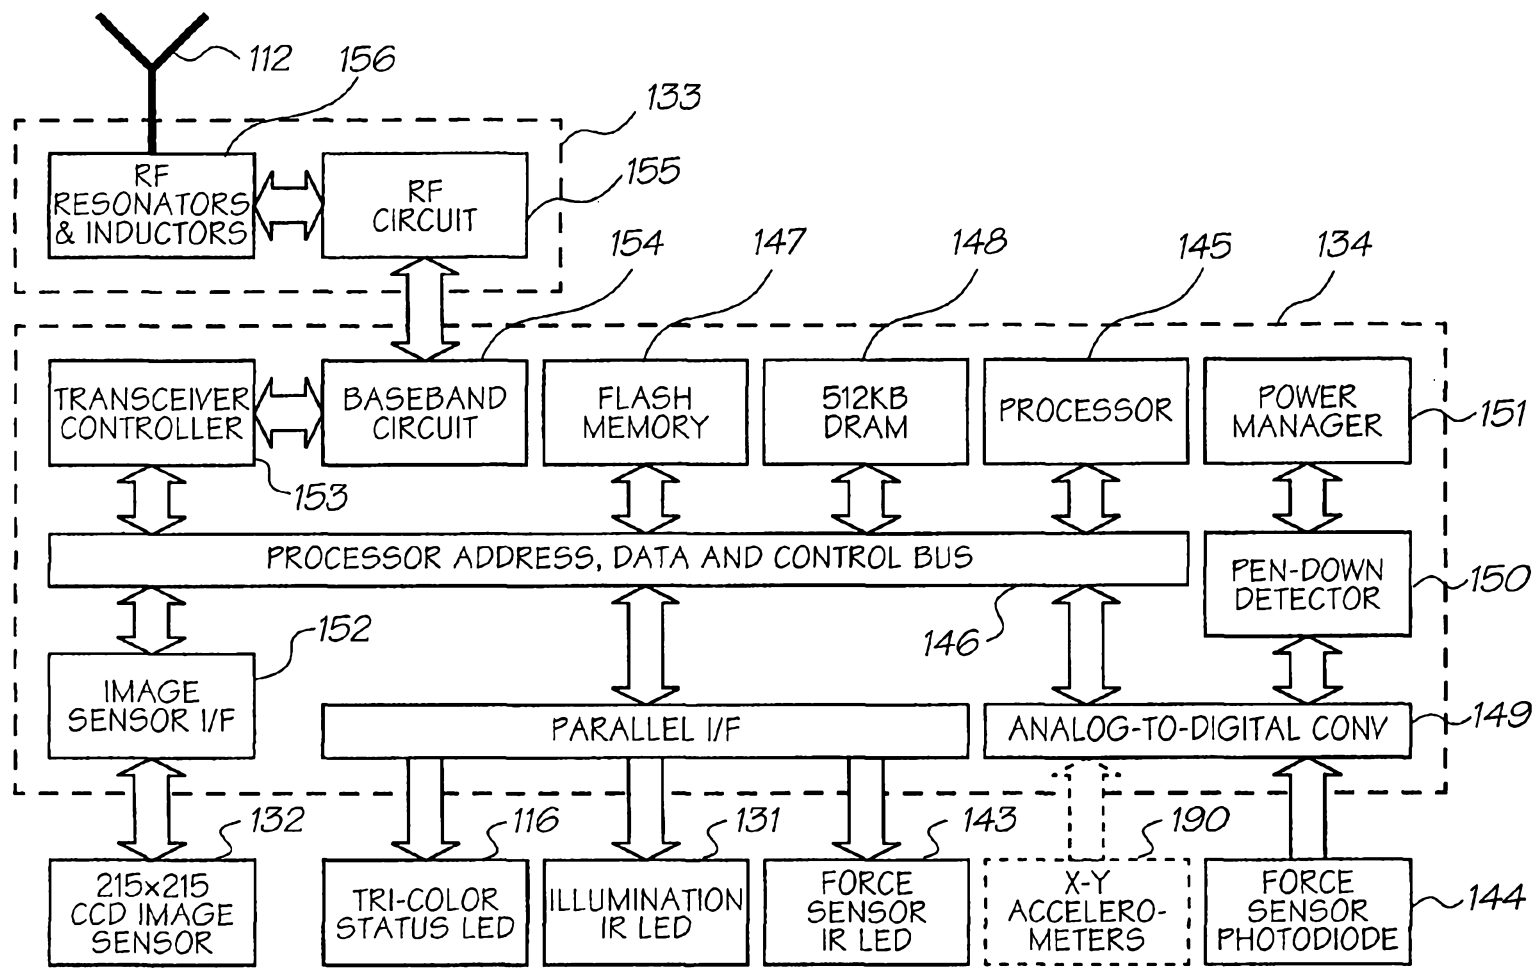 112
156
133
RF
RESONATORS
& INDUCTORS
RF
CIRCUIT
155
154
147
148
145
134
TRANSCEIVER
CONTROLLER
BASEBAND
CIRCUIT
FLASH
MEMORY
512KB
DRAM
PROCESSOR
POWER
MANAGER
151
153
PROCESSOR ADDRESS, DATA AND CONTROL BUS
PEN-DOWN
DETECTOR
150
152
146
IMAGE
SENSOR I/F
PARALLEL I/F
ANALOG-TO-DIGITAL CONV
149
132
116
131
143
190
215x215
CCD IMAGE
SENSOR
TRI-COLOR
STATUS LED
ILLUMINATION
IR LED
FORCE
SENSOR
IR LED
X-Y
ACCELERO-
METERS
FORCE
SENSOR
PHOTODIODE
144